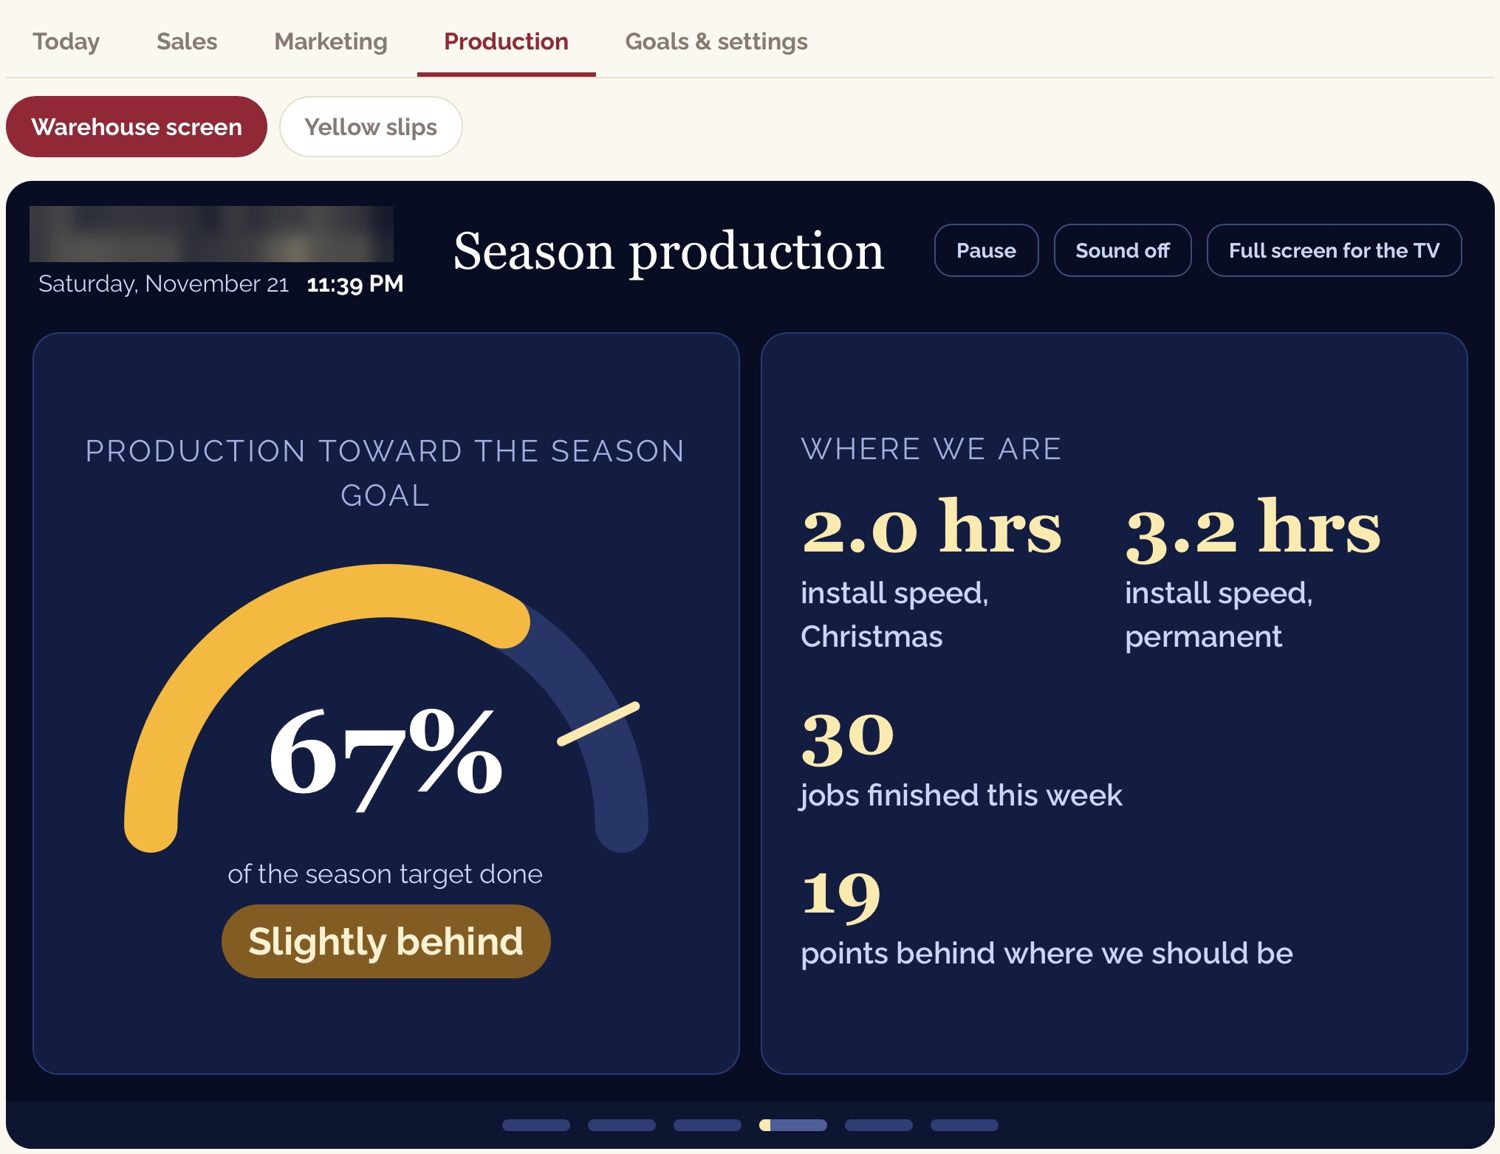 Today Sales Marketing Production Goals & settings
Warehouse screen Yellow slips
Season production
Pause Sound off Full screen for the TV
Saturday, November 21 11:39 PM
PRODUCTION TOWARD THE SEASON
GOAL
67%
of the season target done
Slightly behind
WHERE WE ARE
2.0 hrs
install speed,
Christmas
3.2 hrs
install speed,
permanent
30
jobs finished this week
19
points behind where we should be